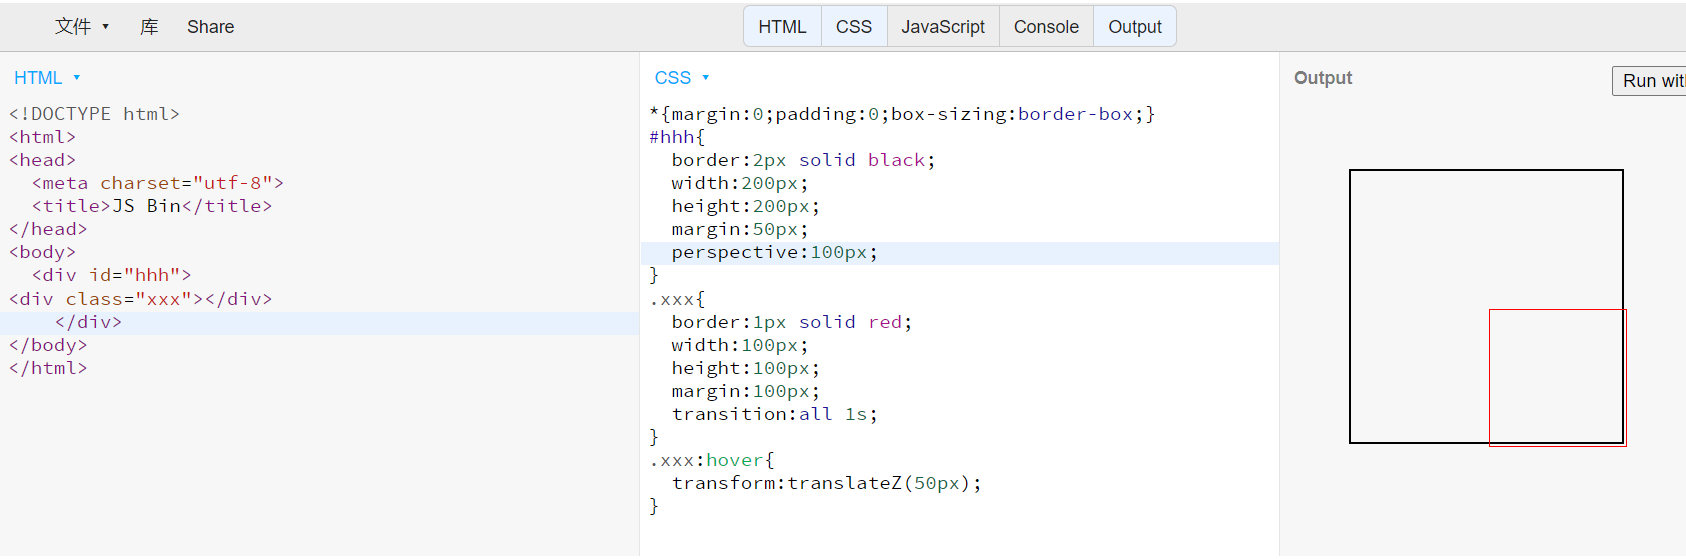 文件 ▾ 库 Share HTML CSS JavaScript Console Output
HTML ▾
<!DOCTYPE html>
<html>
<head>
  <meta charset="utf-8">
  <title>JS Bin</title>
</head>
<body>
  <div id="hhh">
<div class="xxx"></div>
    </div>
</body>
</html>
CSS ▾
*{margin:0;padding:0;box-sizing:border-box;}
#hhh{
  border:2px solid black;
  width:200px;
  height:200px;
  margin:50px;
  perspective:100px;
}
.xxx{
  border:1px solid red;
  width:100px;
  height:100px;
  margin:100px;
  transition:all 1s;
}
.xxx:hover{
  transform:translateZ(50px);
}
Output
Run wit